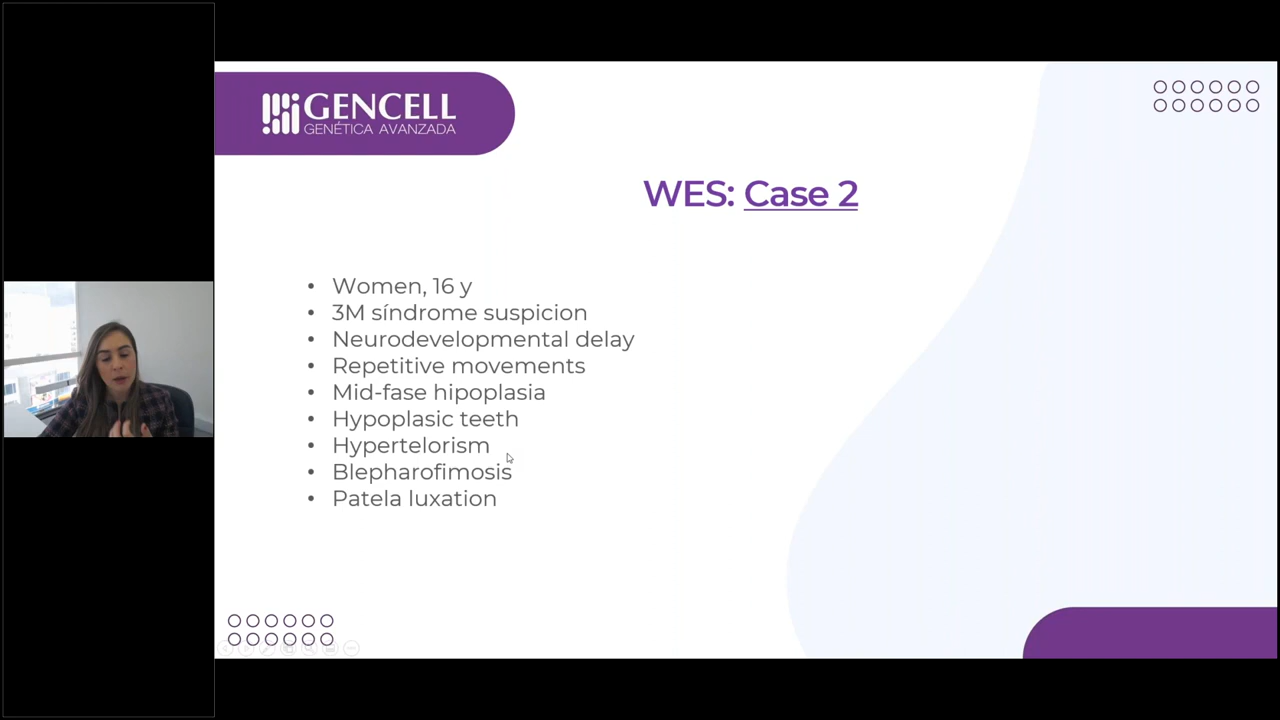 GENCELL
GENÉTICA AVANZADA
WES: Case 2
• Women, 16 y
• 3M síndrome suspicion
• Neurodevelopmental delay
• Repetitive movements
• Mid-fase hipoplasia
• Hypoplasic teeth
• Hypertelorism
• Blepharofimosis
• Patela luxation